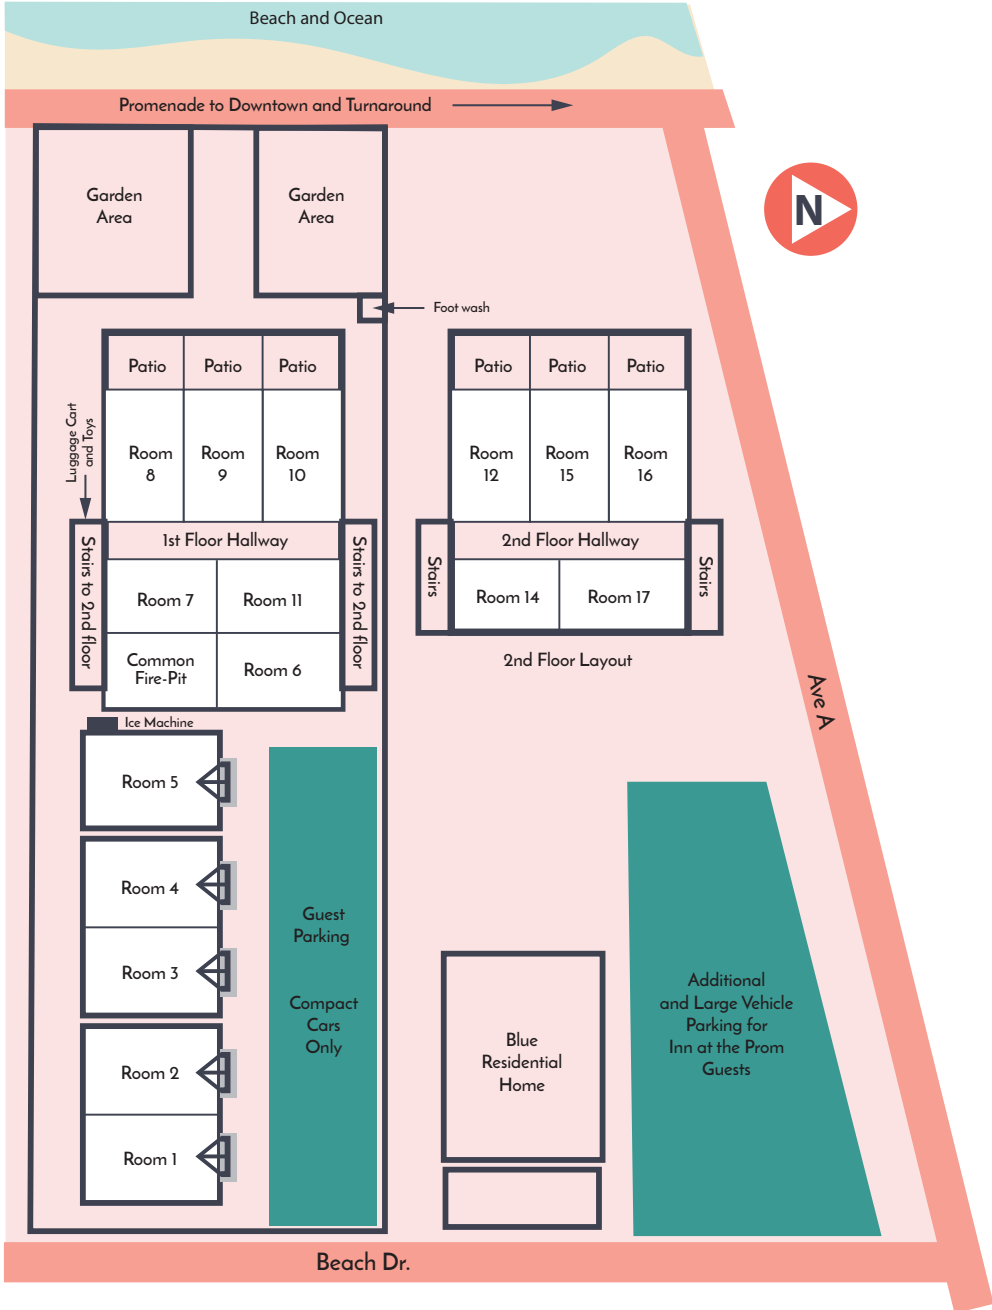 Beach and Ocean
Promenade to Downtown and Turnaround
N
Garden
Area
Garden
Area
Foot wash
Luggage Cart
and Toys
Patio
Patio
Patio
Room
8
Room
9
Room
10
1st Floor Hallway
Stairs to 2nd floor
Stairs to 2nd floor
Room 7
Room 11
Common
Fire-Pit
Room 6
Patio
Patio
Patio
Room
12
Room
15
Room
16
2nd Floor Hallway
Stairs
Stairs
Room 14
Room 17
2nd Floor Layout
Ave A
Ice Machine
Room 5
Room 4
Room 3
Room 2
Room 1
Guest
Parking
Compact
Cars
Only
Blue
Residential
Home
Additional
and Large Vehicle
Parking for
Inn at the Prom
Guests
Beach Dr.